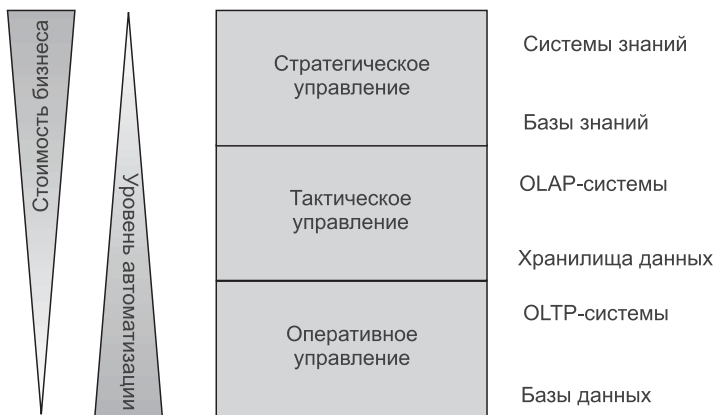 Стоимость бизнеса
Уровень автоматизации
Стратегическое
управление
Системы знаний
Базы знаний
Тактическое
управление
OLAP-системы
Хранилища данных
Оперативное
управление
OLTP-системы
Базы данных